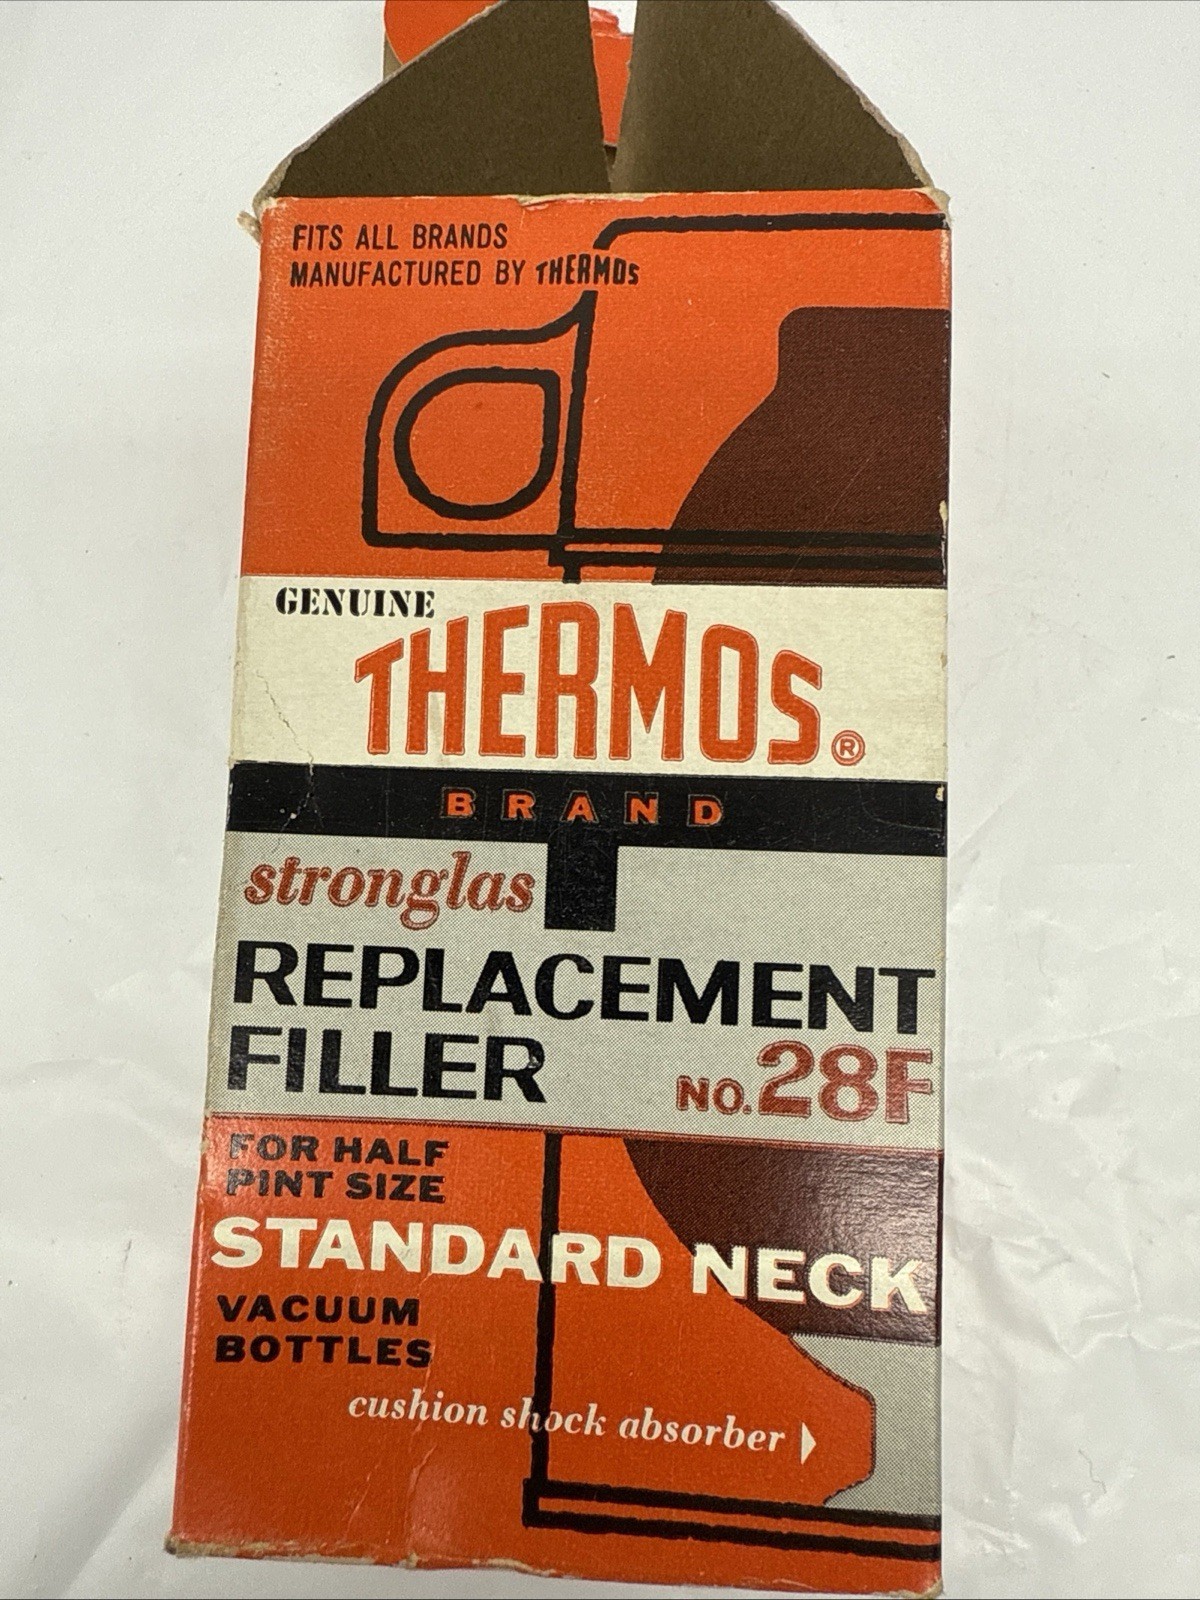 FITS ALL BRANDS
MANUFACTURED BY THERMOS
GENUINE
THERMOS®
BRAND
stronglas
REPLACEMENT
FILLER
NO. 28F
FOR HALF
PINT SIZE
STANDARD NECK
VACUUM
BOTTLES
cushion shock absorber